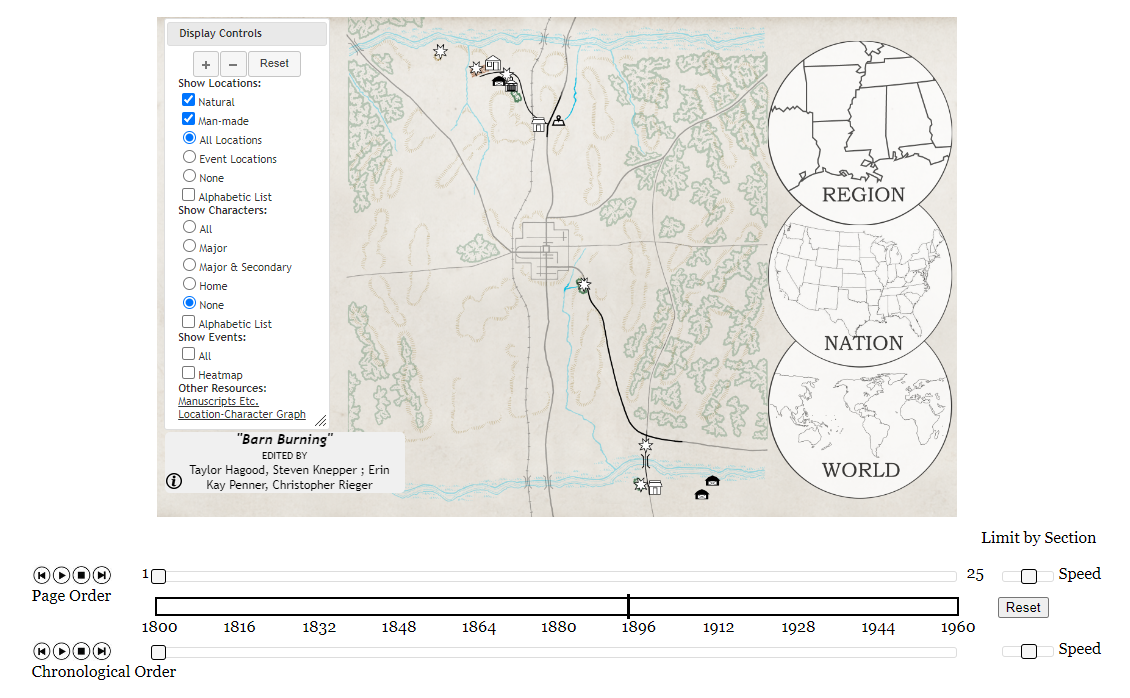 Display Controls
+ − Reset
Show Locations:
Natural
Man-made
All Locations
Event Locations
None
Alphabetic List
Show Characters:
All
Major
Major & Secondary
Home
None
Alphabetic List
Show Events:
All
Heatmap
Other Resources:
Manuscripts Etc.
Location-Character Graph
"Barn Burning"
EDITED BY
Taylor Hagood, Steven Knepper ; Erin
Kay Penner, Christopher Rieger
REGION
NATION
WORLD
Limit by Section
1 25 Speed
Page Order
Reset
1800 1816 1832 1848 1864 1880 1896 1912 1928 1944 1960
Speed
Chronological Order